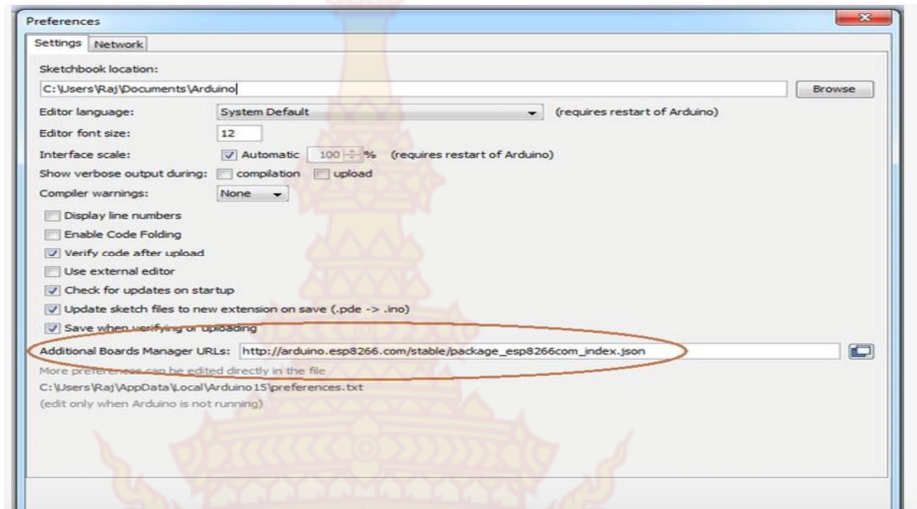 Preferences
Settings Network
Sketchbook location:
C:\Users\Raj\Documents\Arduino Browse
Editor language: System Default (requires restart of Arduino)
Editor font size: 12
Interface scale: Automatic 100 % (requires restart of Arduino)
Show verbose output during: compilation upload
Compiler warnings: None
Display line numbers
Enable Code Folding
Verify code after upload
Use external editor
Check for updates on startup
Update sketch files to new extension on save (.pde -> .ino)
Save when verifying or uploading
Additional Boards Manager URLs: http://arduino.esp8266.com/stable/package_esp8266com_index.json
More preferences can be edited directly in the file
C:\Users\Raj\AppData\Local\Arduino15\preferences.txt
(edit only when Arduino is not running)